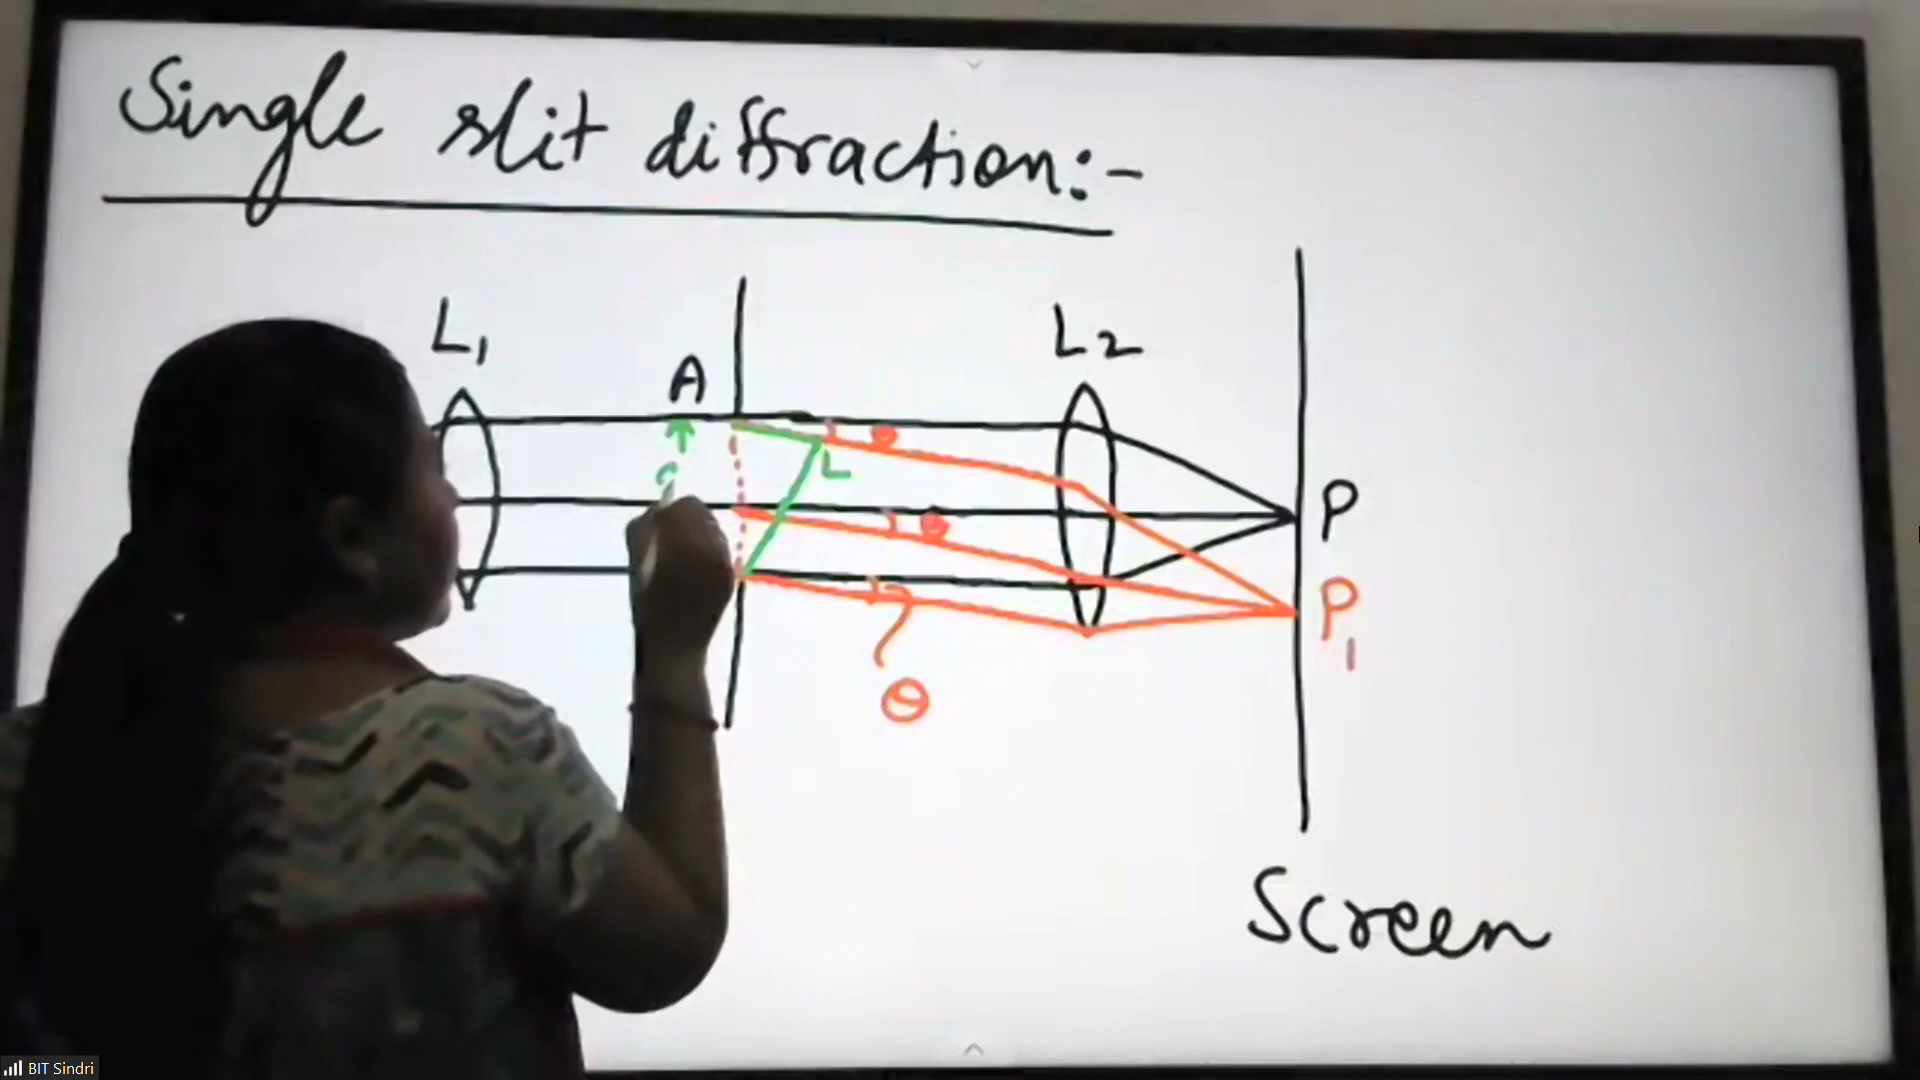 Single slit diffraction:-
L1
A
L2
θ
L
θ
P
P1
θ
Screen
BIT Sindri